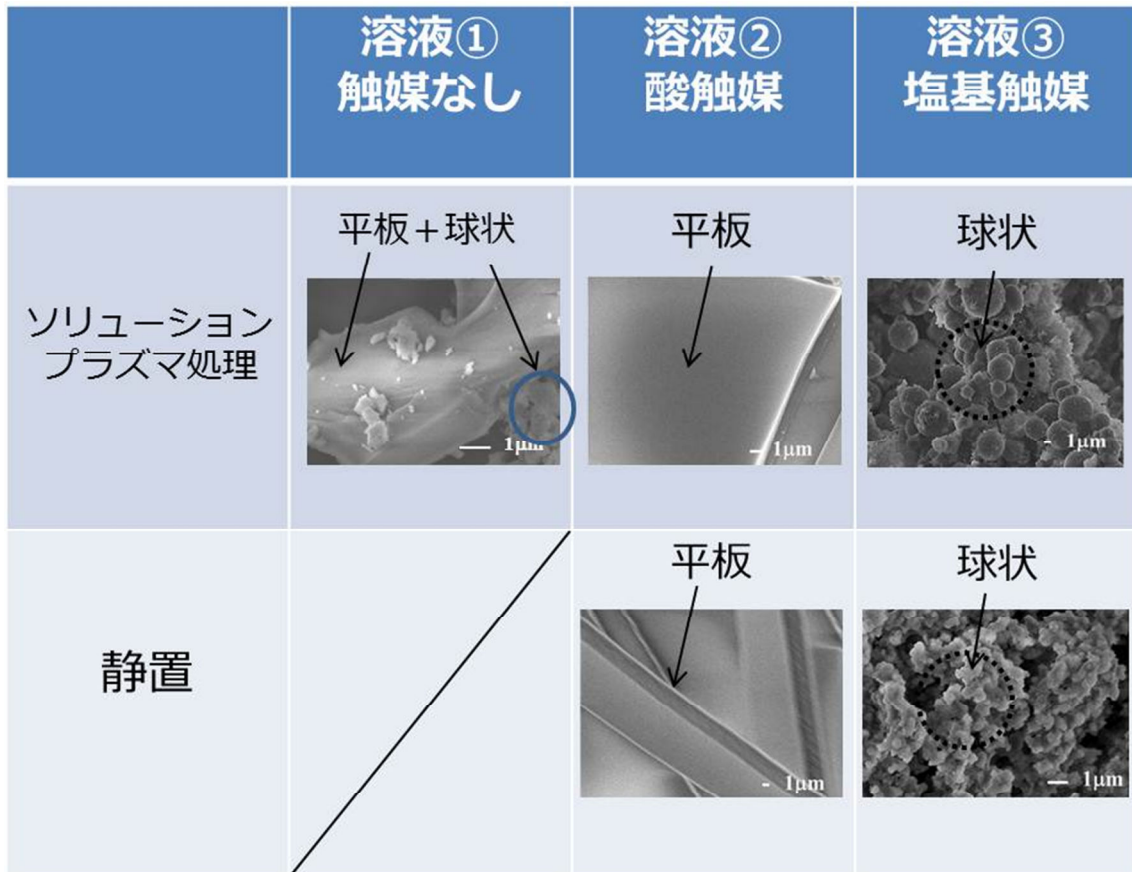 溶液①
触媒なし
溶液②
酸触媒
溶液③
塩基触媒
ソリューション
プラズマ処理
平板+球状
1μm
平板
1μm
球状
1μm
静置
平板
1μm
球状
1μm